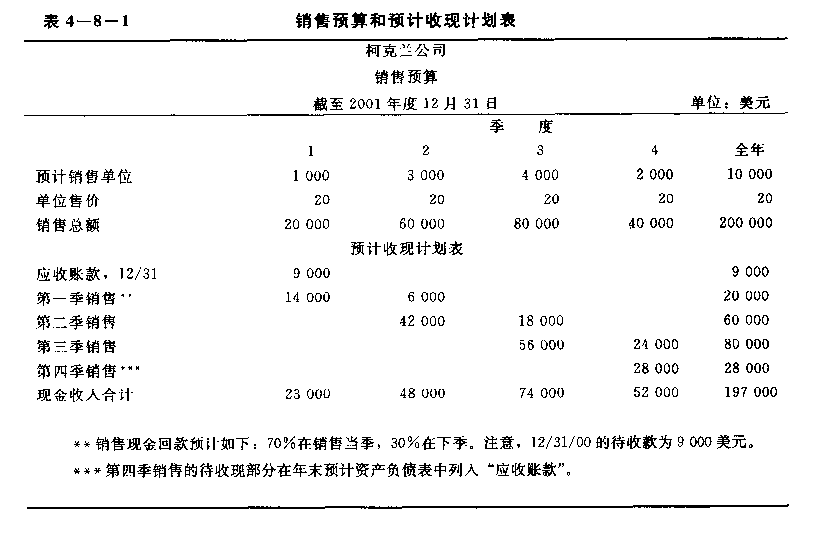 表 4-8-1 销售预算和预计收现计划表
柯克兰公司
销售预算
截至 2001 年度 12 月 31 日 单位：美元
季 度
1 2 3 4 全年
预计销售单位 1 000 3 000 4 000 2 000 10 000
单位售价 20 20 20 20 20
销售总额 20 000 60 000 80 000 40 000 200 000
预计收现计划表
应收账款，12/31 9 000 9 000
第一季销售** 14 000 6 000 20 000
第二季销售 42 000 18 000 60 000
第三季销售 56 000 24 000 80 000
第四季销售*** 28 000 28 000
现金收入合计 23 000 48 000 74 000 52 000 197 000
** 销售现金回款预计如下：70%在销售当季，30%在下季。注意，12/31/00 的待收款为 9 000 美元。
*** 第四季销售的待收现部分在年末预计资产负债表中列入“应收账款”。